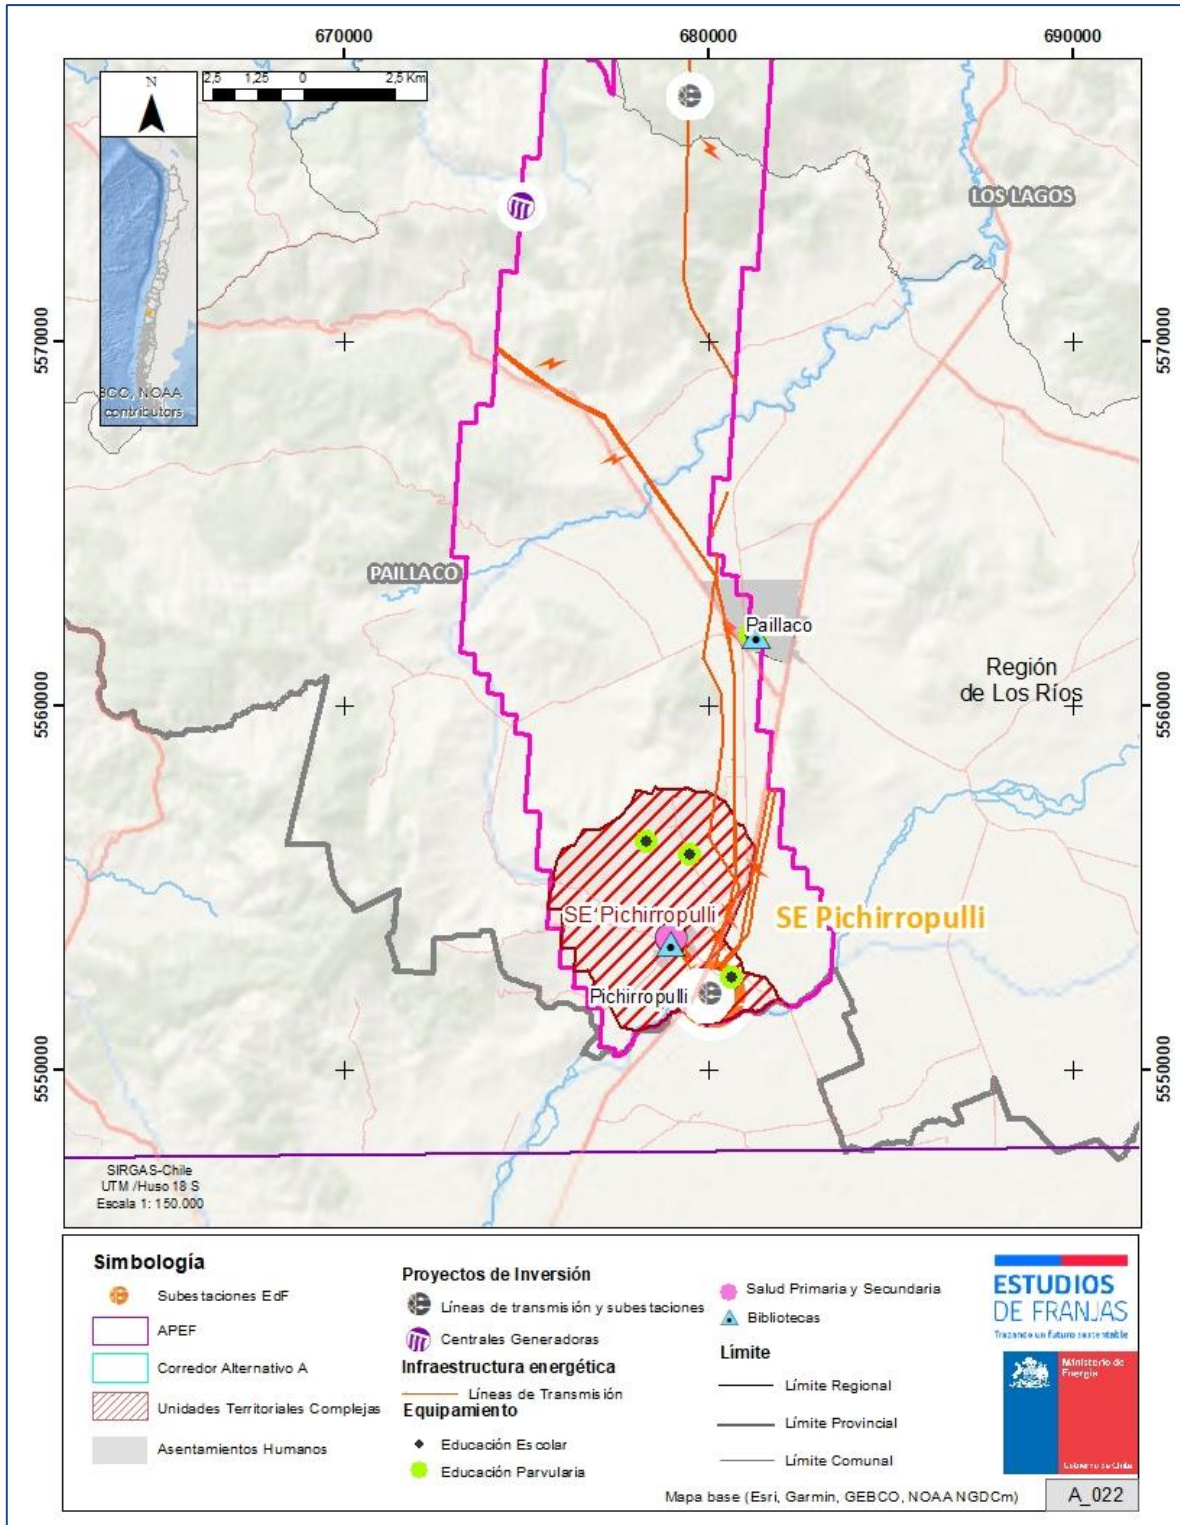 670000
680000
690000
N
2,5 1,25 0 2,5 Km
LOS LAGOS
5570000
5570000
BCO, NOAA
contributors
PAILLACO
Paillaco
Región
de Los Ríos
5560000
5560000
SE Pichirropulli
SE Pichirropulli
Pichirropulli
5550000
5550000
SIRGAS-Chile
UTM /Huso 18 S
Escala 1: 150.000
Simbología
Subestaciones EdF
APEF
Corredor Alternativo A
Unidades Territoriales Complejas
Asentamientos Humanos
Proyectos de Inversión
Líneas de transmisión y subestaciones
Centrales Generadoras
Infraestructura energética
Líneas de Transmisión
Equipamiento
Educación Escolar
Educación Parvularia
Salud Primaria y Secundaria
Bibliotecas
Límite
Límite Regional
Límite Provincial
Límite Comunal
ESTUDIOS
DE FRANJAS
Trazando un futuro sustentable
Ministerio de
Energía
Gobierno de Chile
Mapa base (Esri, Garmin, GEBCO, NOAA NGDCm)
A_022